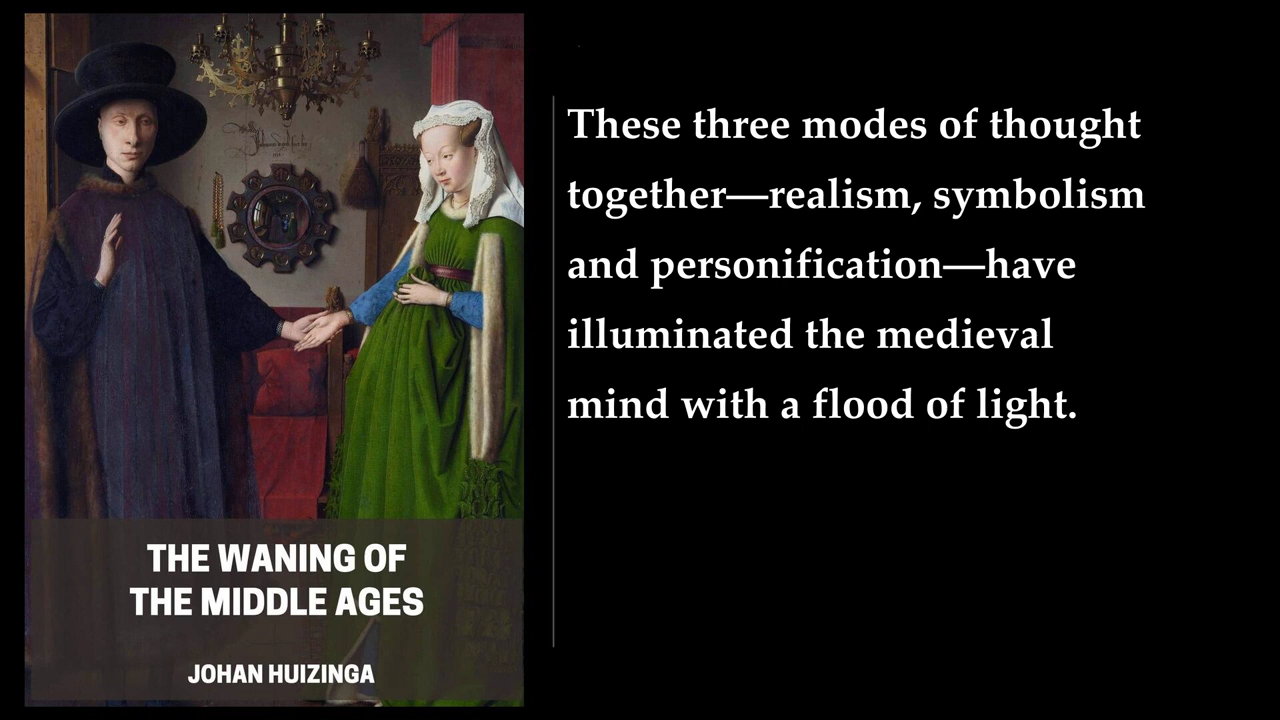 THE WANING OF
THE MIDDLE AGES
JOHAN HUIZINGA
These three modes of thought
together—realism, symbolism
and personification—have
illuminated the medieval
mind with a flood of light.